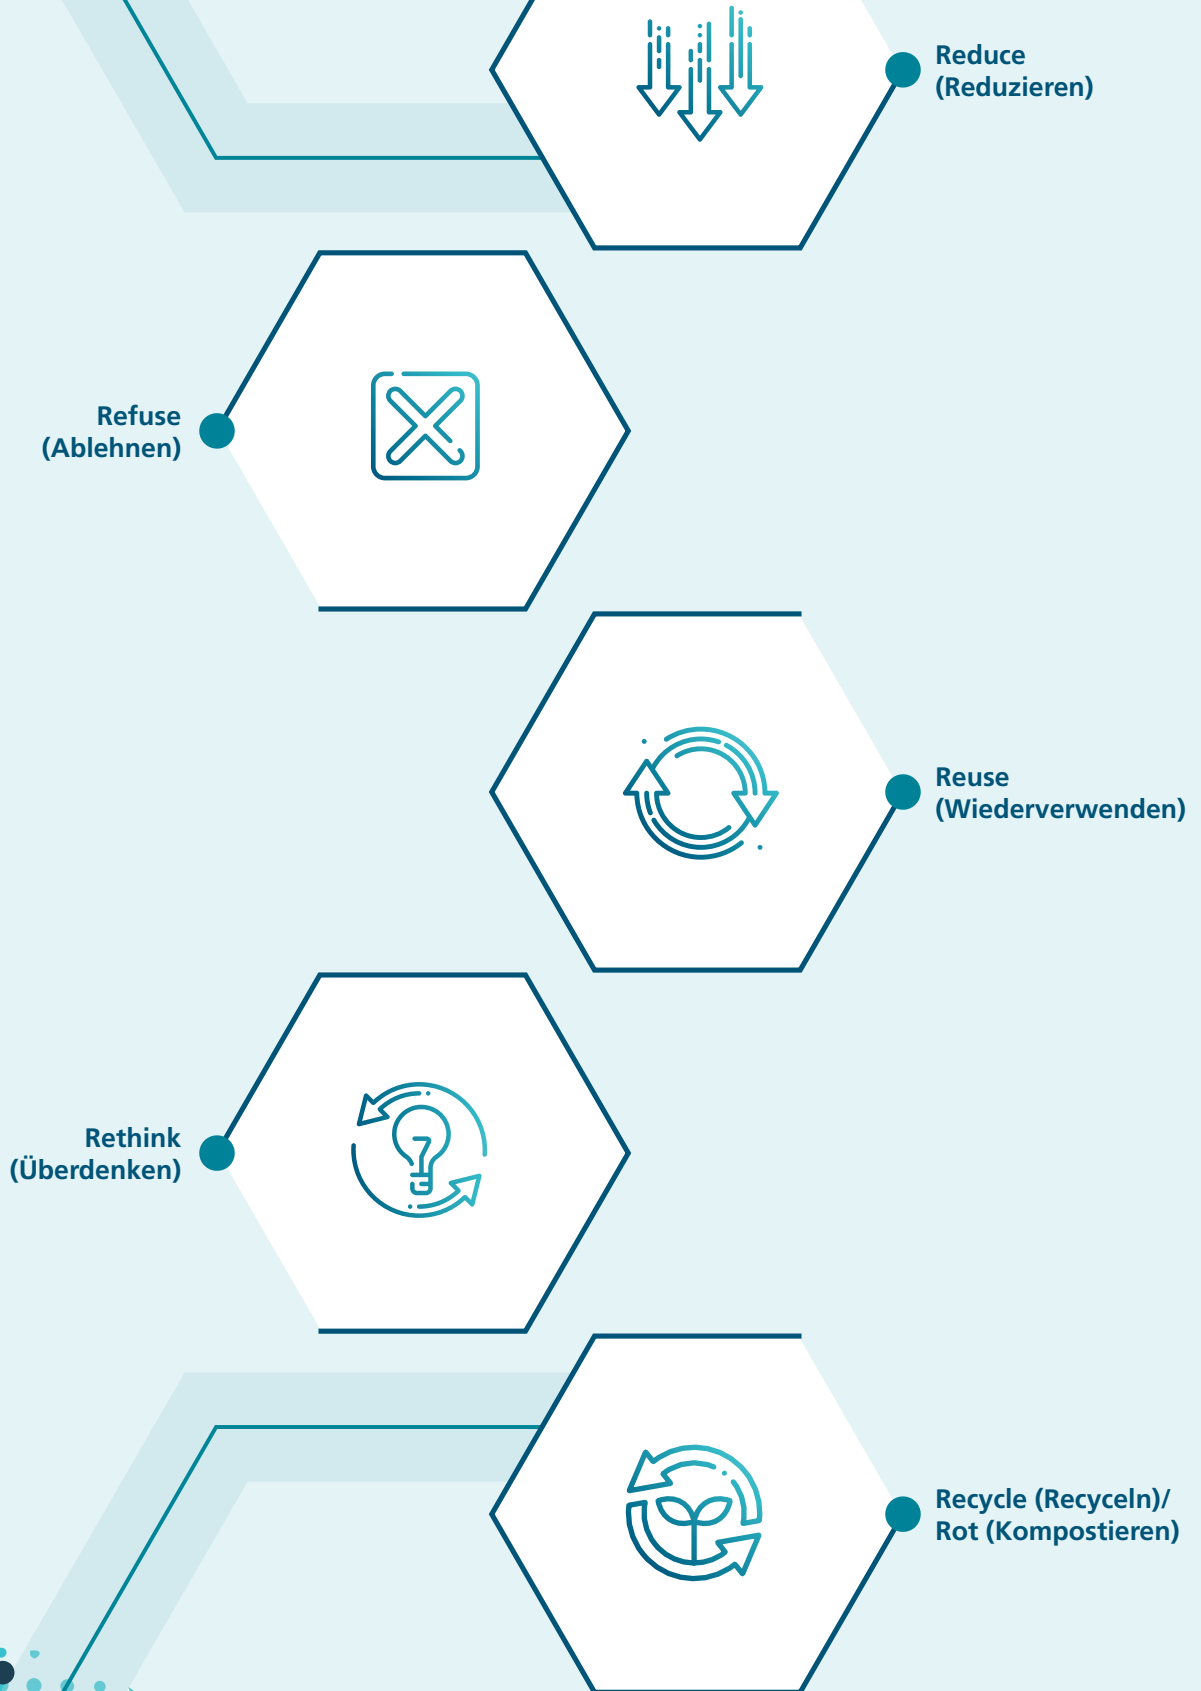 Reduce
(Reduzieren)
Refuse
(Ablehnen)
Reuse
(Wiederverwenden)
Rethink
(Überdenken)
Recycle (Recyceln)/
Rot (Kompostieren)